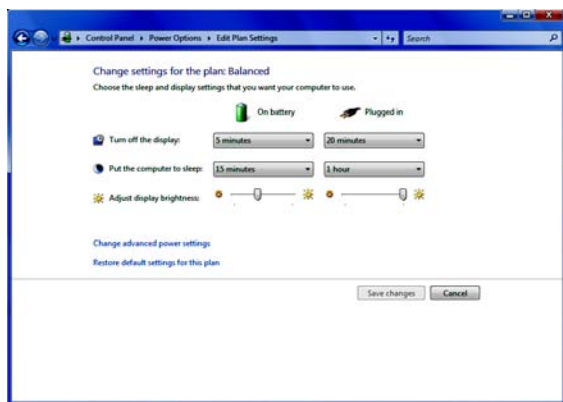 Control Panel ▸ Power Options ▸ Edit Plan Settings
Search
Change settings for the plan: Balanced
Choose the sleep and display settings that you want your computer to use.
On battery Plugged in
Turn off the display: 5 minutes 20 minutes
Put the computer to sleep: 15 minutes 1 hour
Adjust display brightness:
Change advanced power settings
Restore default settings for this plan
Save changes Cancel